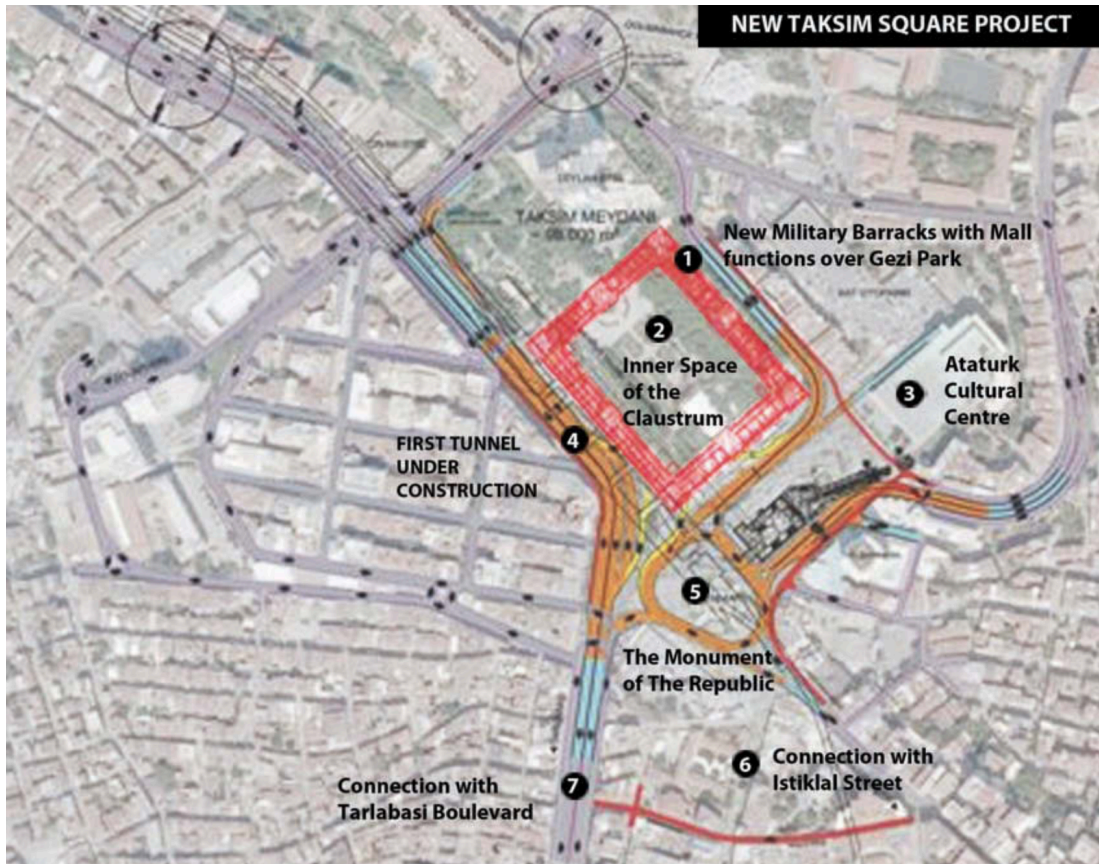 NEW TAKSIM SQUARE PROJECT
TAKSIM MEYDANI
1
New Military Barracks with Mall
functions over Gezi Park
2
Inner Space
of the
Claustrum
3
Ataturk
Cultural
Centre
4
FIRST TUNNEL
UNDER
CONSTRUCTION
5
The Monument
of The Republic
6
Connection with
Istiklal Street
7
Connection with
Tarlabasi Boulevard